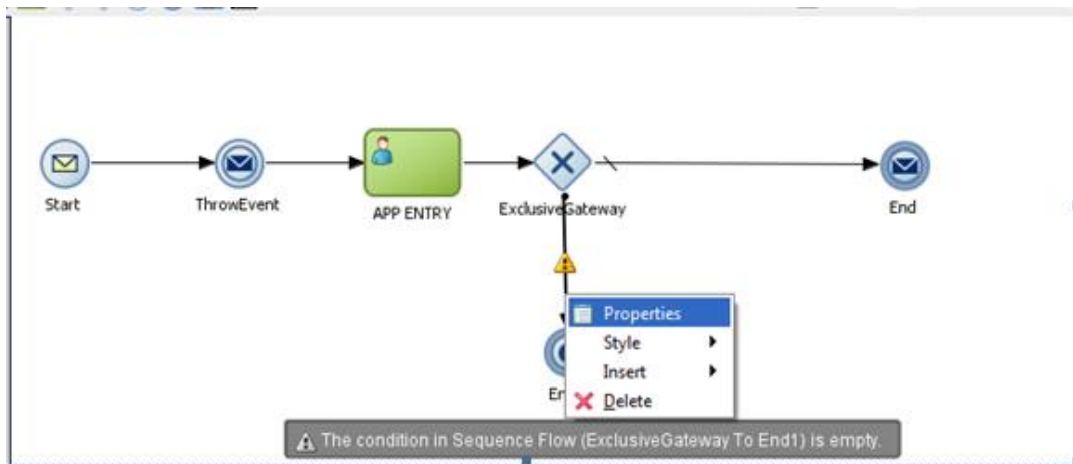 Start
ThrowEvent
APP ENTRY
ExclusiveGateway
End
Properties
Style
Insert
Delete
The condition in Sequence Flow (ExclusiveGateway To End1) is empty.